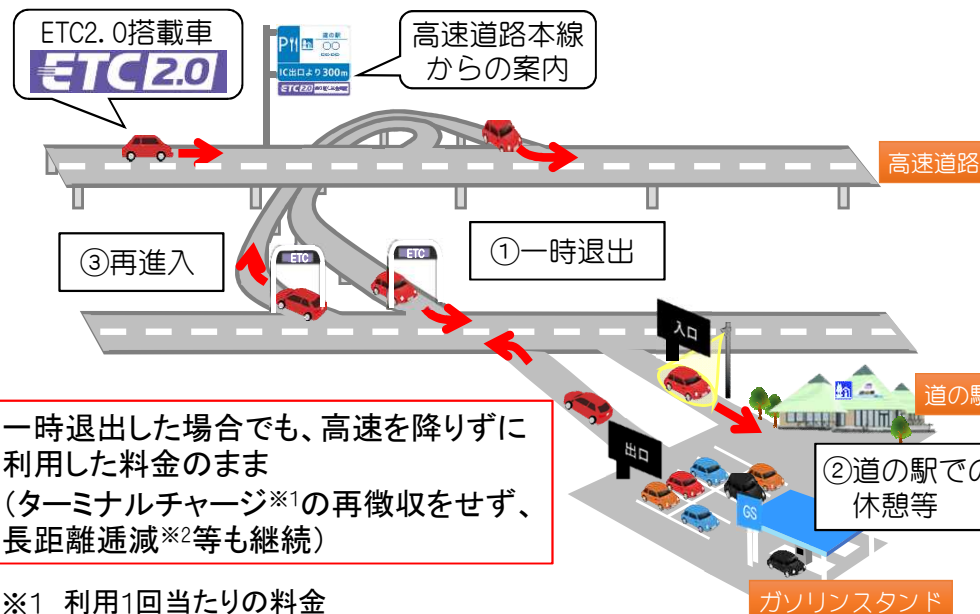 ETC2.0搭載車
ETC 2.0
P
道の駅
○○
IC出口より300m
ETC2.0
高速道路本線
からの案内
高速道路
③再進入
ETC
ETC
①一時退出
入口
道の駅
出口
②道の駅での
休憩等
GS
一時退出した場合でも、高速を降りずに
利用した料金のまま
(ターミナルチャージ※1の再徴収をせず、
長距離逓減※2等も継続)
※1 利用1回当たりの料金
ガソリンスタンド